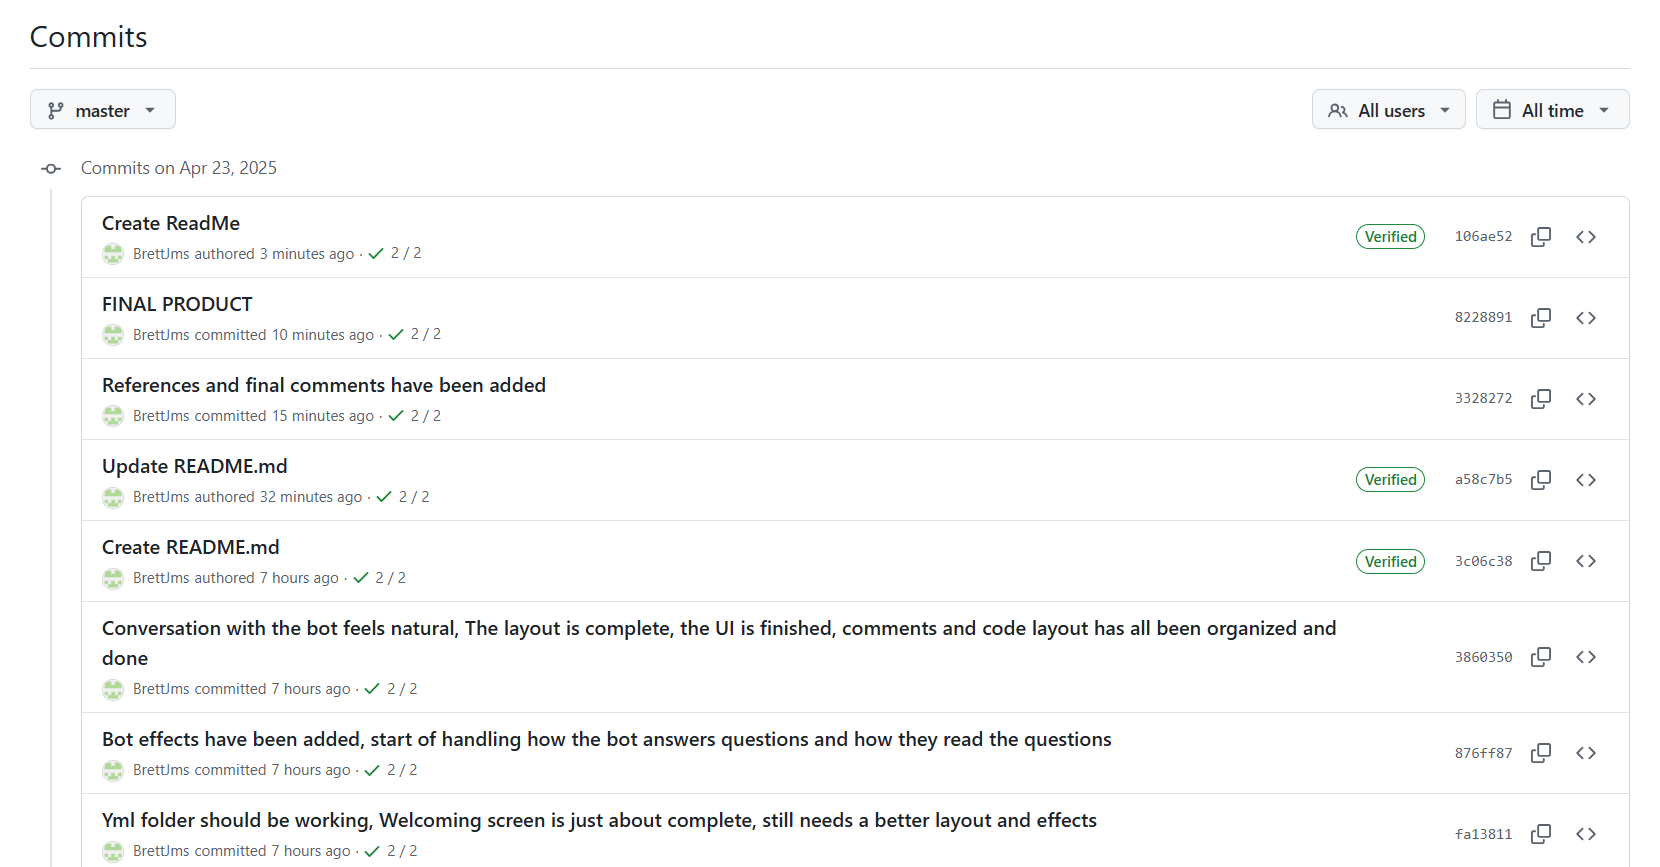 Commits
master
All users
All time
Commits on Apr 23, 2025
Create ReadMe
BrettJms authored 3 minutes ago · 2 / 2
Verified
106ae52
FINAL PRODUCT
BrettJms committed 10 minutes ago · 2 / 2
8228891
References and final comments have been added
BrettJms committed 15 minutes ago · 2 / 2
3328272
Update README.md
BrettJms authored 32 minutes ago · 2 / 2
Verified
a58c7b5
Create README.md
BrettJms authored 7 hours ago · 2 / 2
Verified
3c06c38
Conversation with the bot feels natural, The layout is complete, the UI is finished, comments and code layout has all been organized and
done
BrettJms committed 7 hours ago · 2 / 2
3860350
Bot effects have been added, start of handling how the bot answers questions and how they read the questions
BrettJms committed 7 hours ago · 2 / 2
876ff87
Yml folder should be working, Welcoming screen is just about complete, still needs a better layout and effects
BrettJms committed 7 hours ago · 2 / 2
fa13811